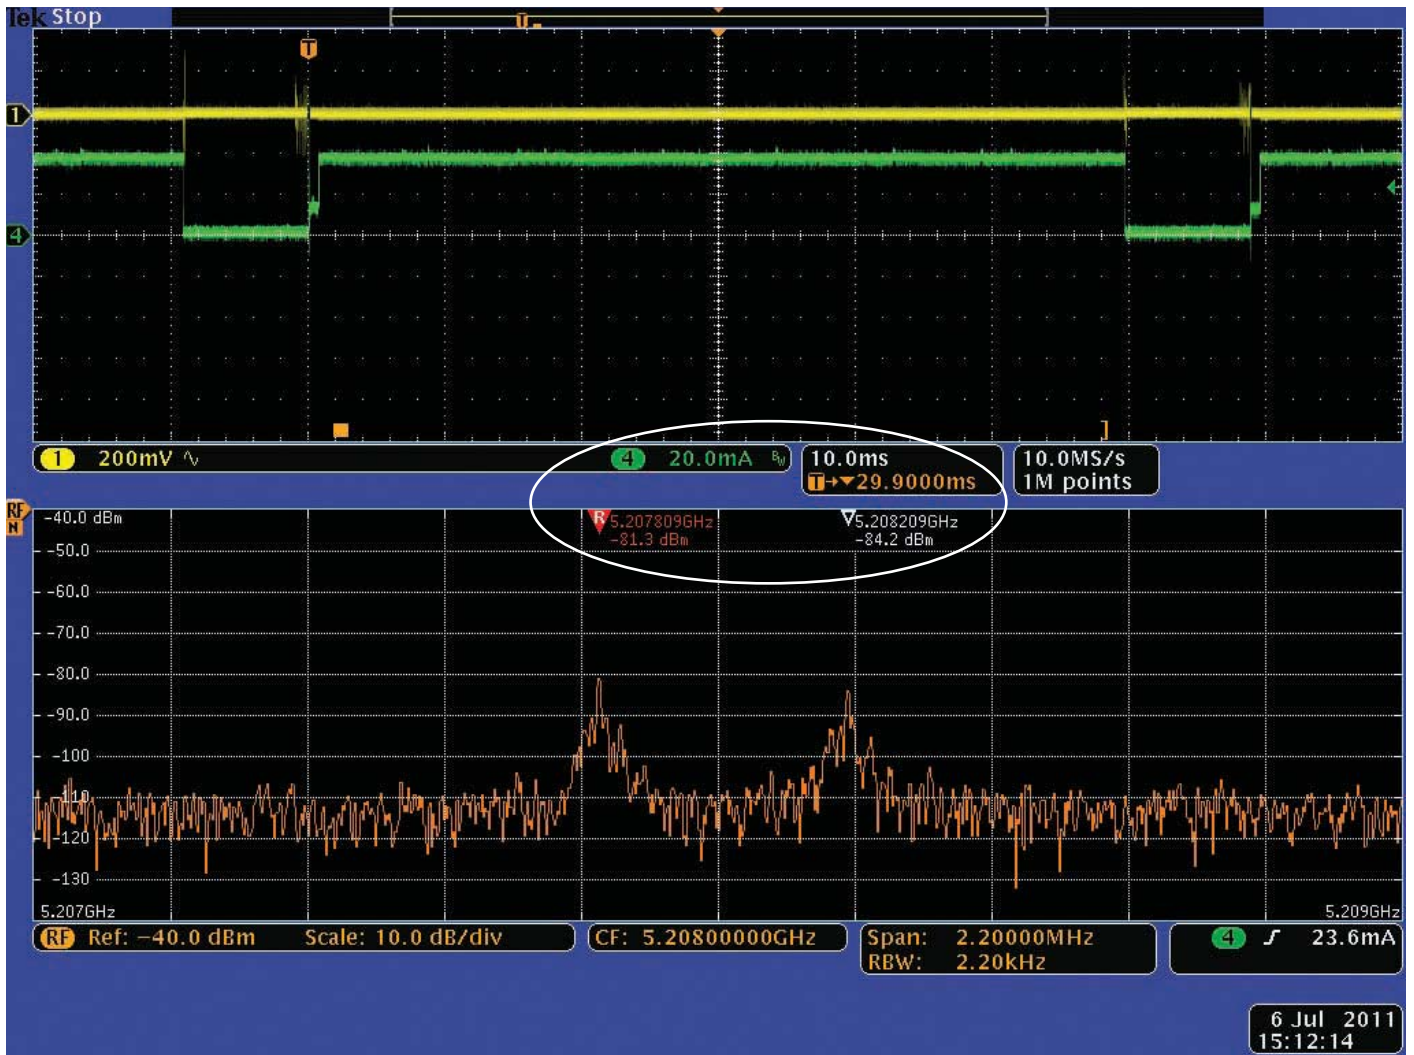 Tek Stop
T
T
1
4
1 200mV
4 20.0mA BW
10.0ms
T→▼29.9000ms
10.0MS/s
1M points
RF
N
-40.0 dBm
R 5.207809GHz
-81.3 dBm
5.208209GHz
-84.2 dBm
-50.0
-60.0
-70.0
-80.0
-90.0
-100
-110
-120
-130
5.207GHz
5.209GHz
RF Ref: -40.0 dBm Scale: 10.0 dB/div
CF: 5.20800000GHz
Span: 2.20000MHz
RBW: 2.20kHz
4 23.6mA
6 Jul 2011
15:12:14